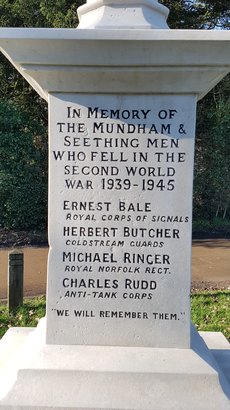 In Memory of
the Mundham &
Seething men
who fell in the
second world
war 1939-1945
Ernest Bale
Royal Corps of Signals
Herbert Butcher
Coldstream Guards
Michael Ringer
Royal Norfolk Regt.
Charles Rudd
Anti-Tank Corps
"We will remember them."